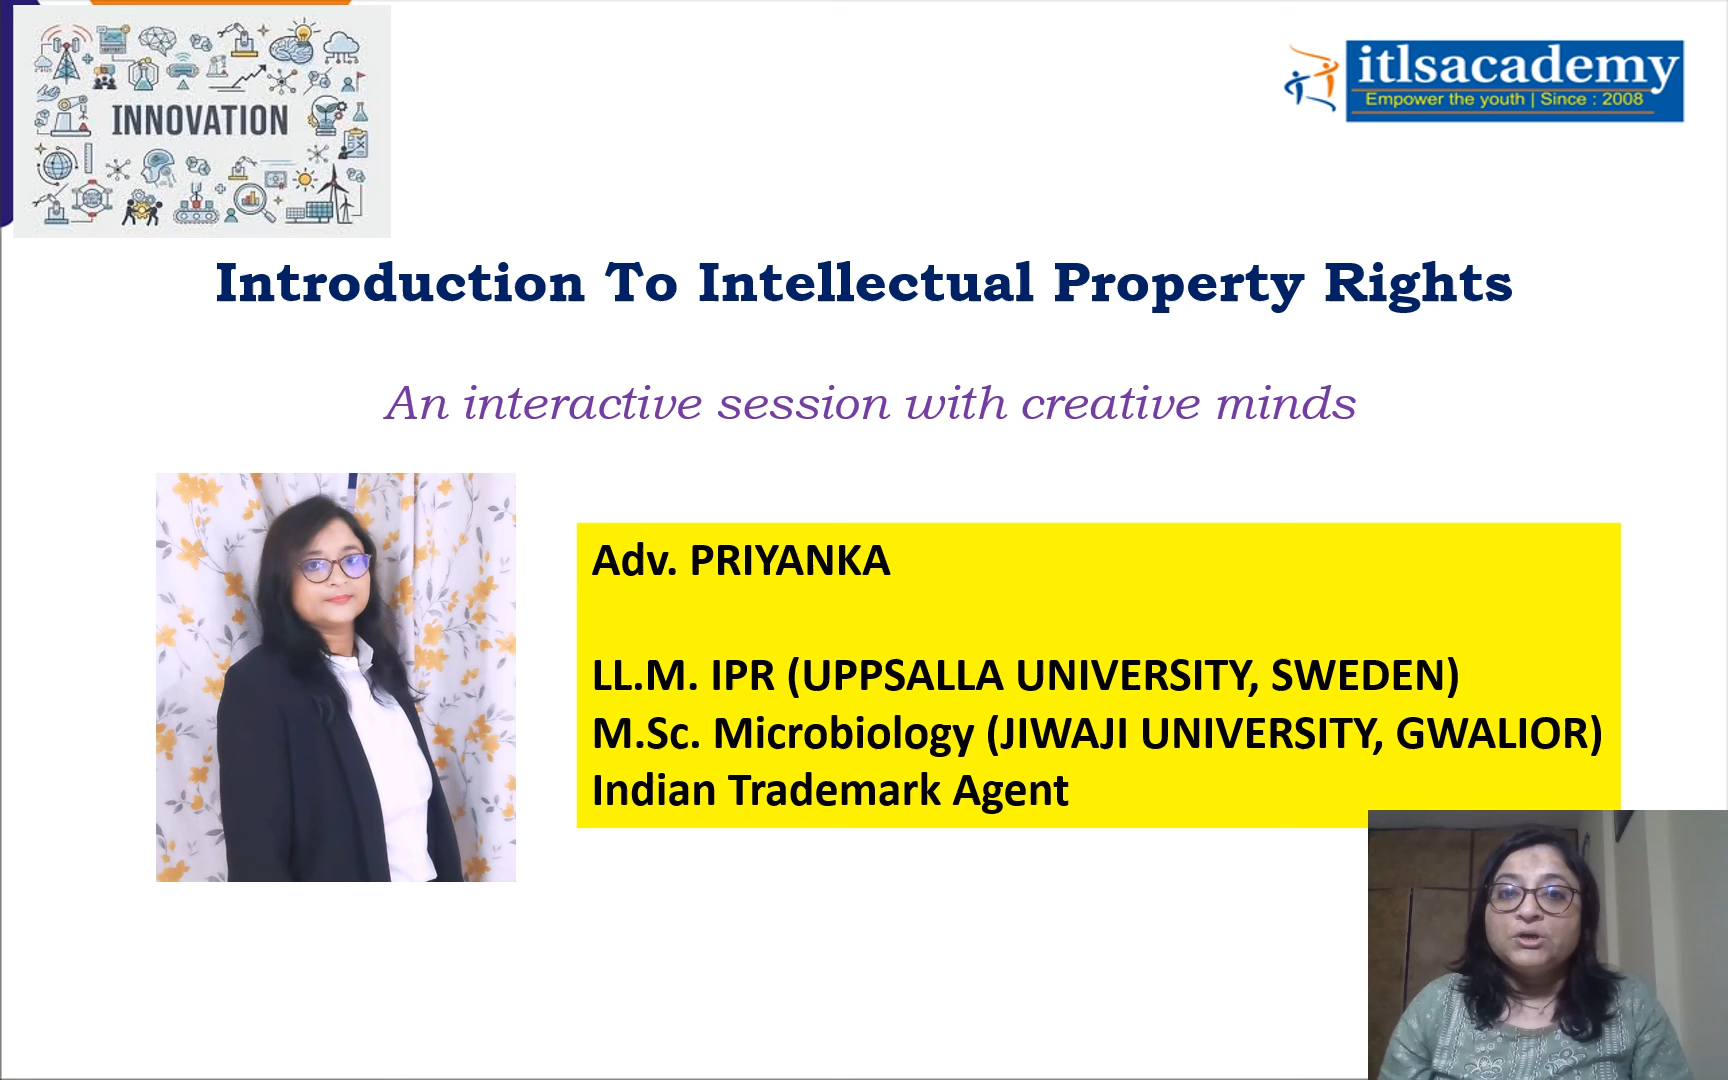 INNOVATION
itlsacademy
Empower the youth | Since : 2008
Introduction To Intellectual Property Rights
An interactive session with creative minds
Adv. PRIYANKA
LL.M. IPR (UPPSALLA UNIVERSITY, SWEDEN)
M.Sc. Microbiology (JIWAJI UNIVERSITY, GWALIOR)
Indian Trademark Agent